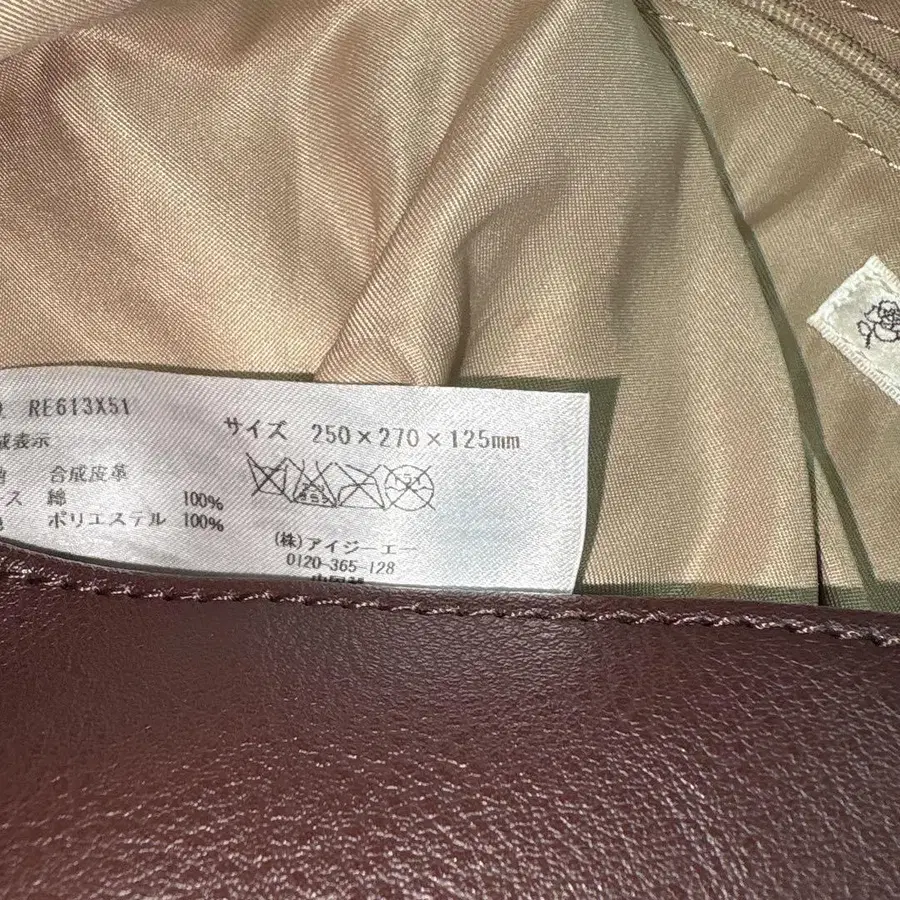 RE613X51
表示
合成皮革
ス 綿 100%
ポリエステル 100%
サイズ 250×270×125mm
(株)アイジーエー
0120-365-128